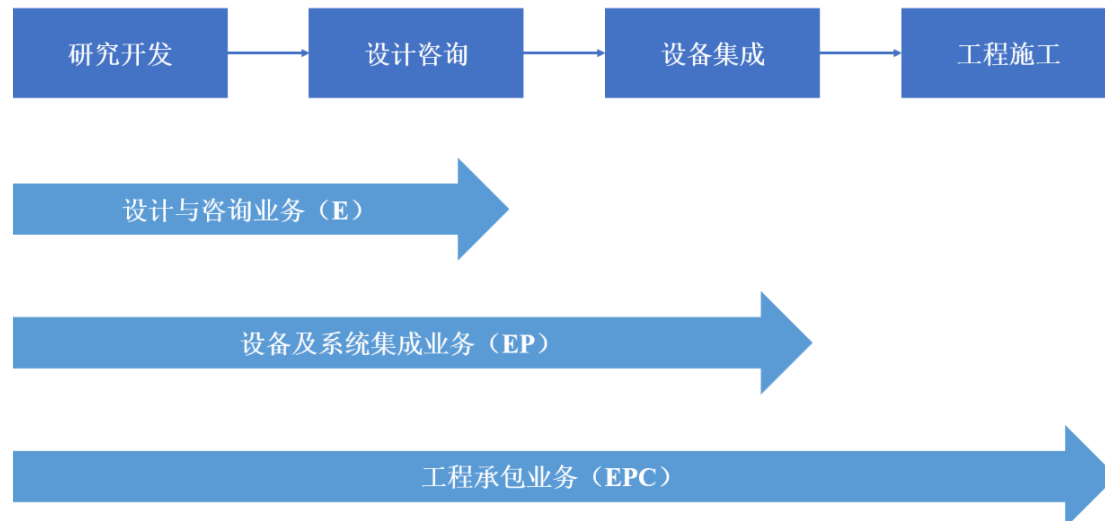 研究开发
设计咨询
设备集成
工程施工
设计与咨询业务（E）
设备及系统集成业务（EP）
工程承包业务（EPC）